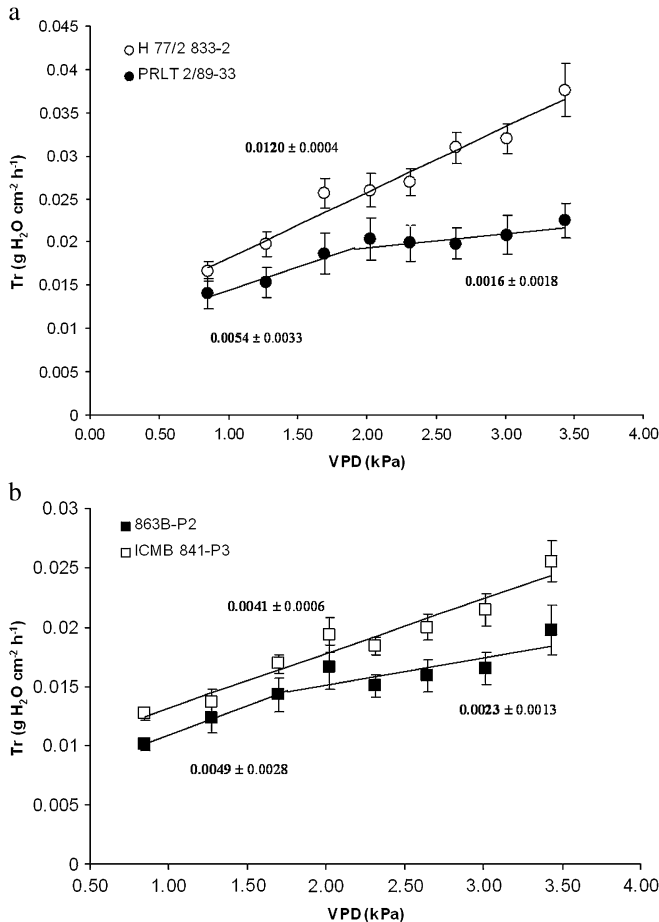 a
0.045
0.04
0.035
0.03
0.025
0.02
0.015
0.01
0.005
0
Tr (g H₂O cm⁻² h⁻¹)
H 77/2 833-2
PRLT 2/89-33
0.0120 ± 0.0004
0.0016 ± 0.0018
0.0054 ± 0.0033
0.00 0.50 1.00 1.50 2.00 2.50 3.00 3.50 4.00
VPD (kPa)
b
0.03
0.025
0.02
0.015
0.01
0.005
0
Tr (g H₂O cm⁻² h⁻¹)
863B-P2
ICMB 841-P3
0.0041 ± 0.0006
0.0023 ± 0.0013
0.0049 ± 0.0028
0.50 1.00 1.50 2.00 2.50 3.00 3.50 4.00
VPD (kPa)